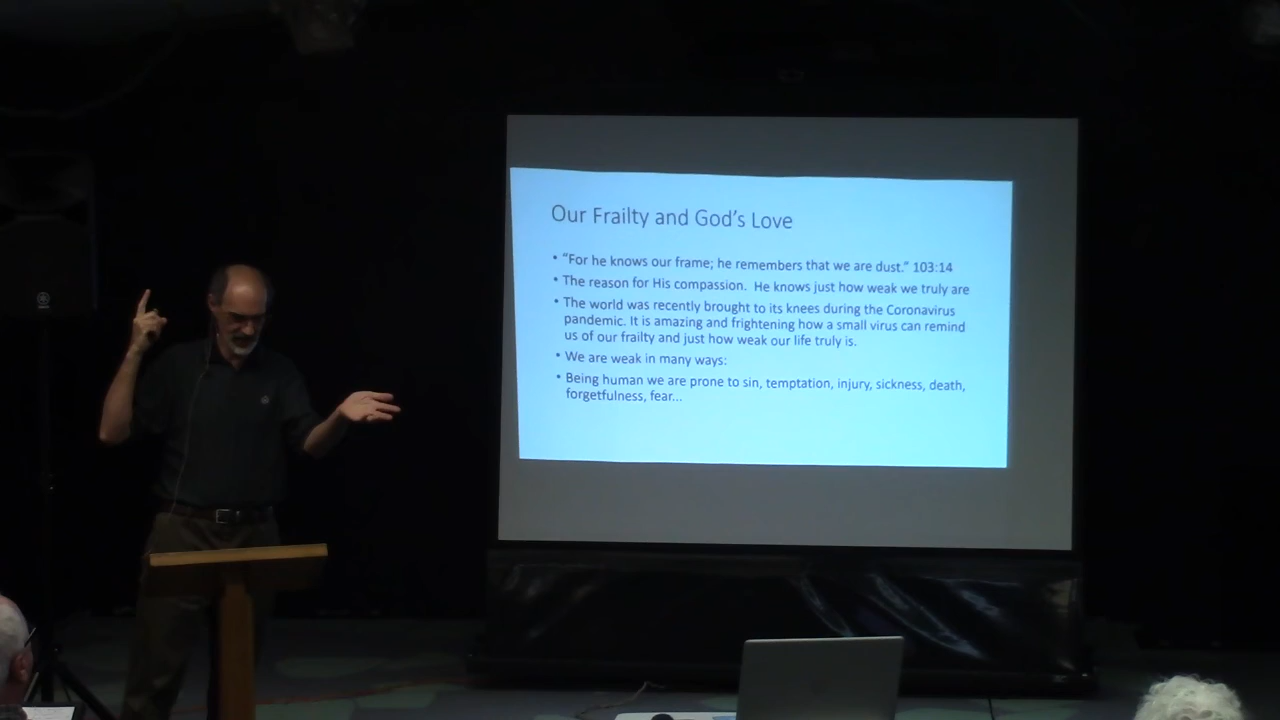 Our Frailty and God's Love
• “For he knows our frame; he remembers that we are dust.” 103:14
• The reason for His compassion.  He knows just how weak we truly are
• The world was recently brought to its knees during the Coronavirus
pandemic. It is amazing and frightening how a small virus can remind
us of our frailty and just how weak our life truly is.
• We are weak in many ways:
• Being human we are prone to sin, temptation, injury, sickness, death,
forgetfulness, fear...